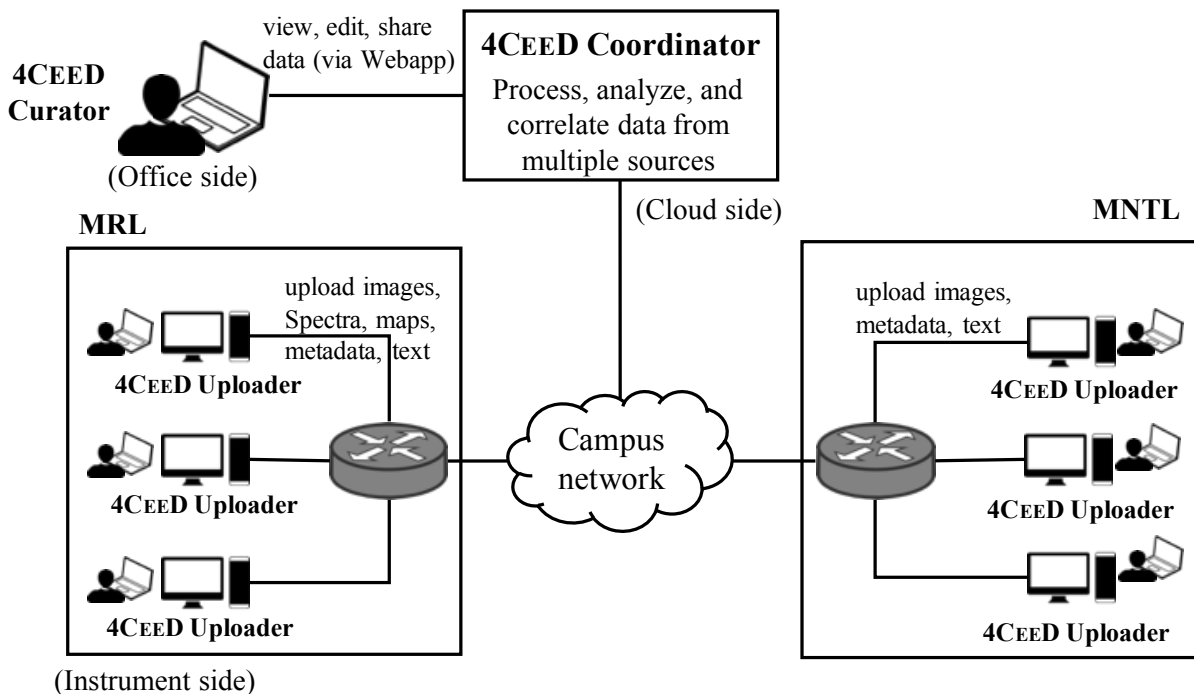 4CEED
Curator
view, edit, share
data (via Webapp)
(Office side)
4CEED Coordinator
Process, analyze, and
correlate data from
multiple sources
(Cloud side)
MRL
upload images,
Spectra, maps,
metadata, text
4CEED Uploader
4CEED Uploader
4CEED Uploader
(Instrument side)
Campus
network
MNTL
upload images,
metadata, text
4CEED Uploader
4CEED Uploader
4CEED Uploader